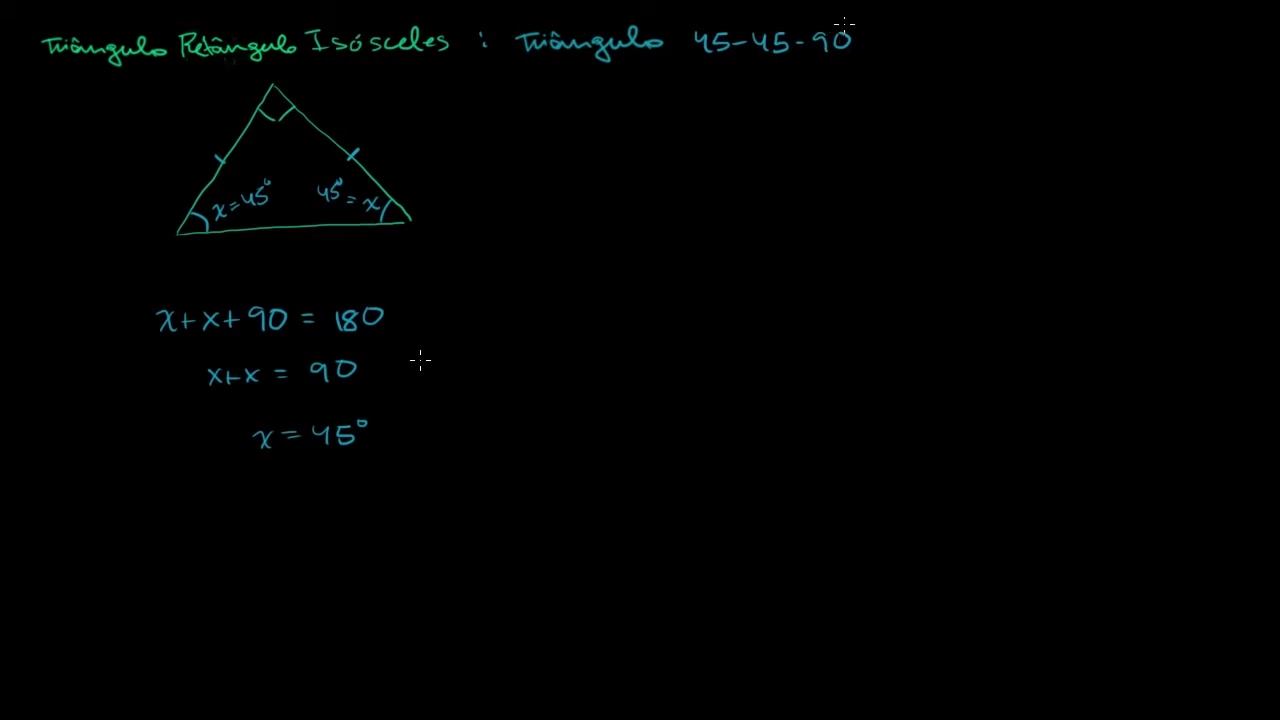 Triângulo Retângulo Isósceles : Triângulo 45-45-90
x=45° 45°=x
x+x+90 = 180
x+x = 90
x = 45°